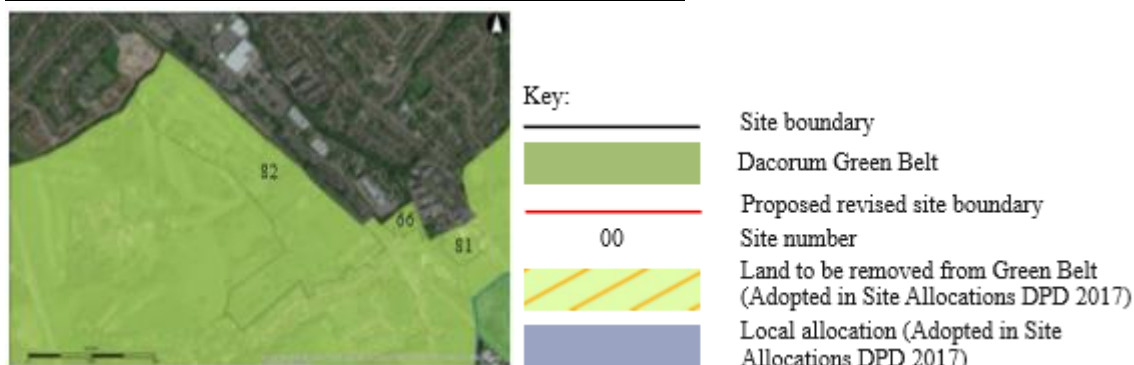 82
66
81
Key:
Site boundary
Dacorum Green Belt
Proposed revised site boundary
00
Site number
Land to be removed from Green Belt
(Adopted in Site Allocations DPD 2017)
Local allocation (Adopted in Site
Allocations DPD 2017)